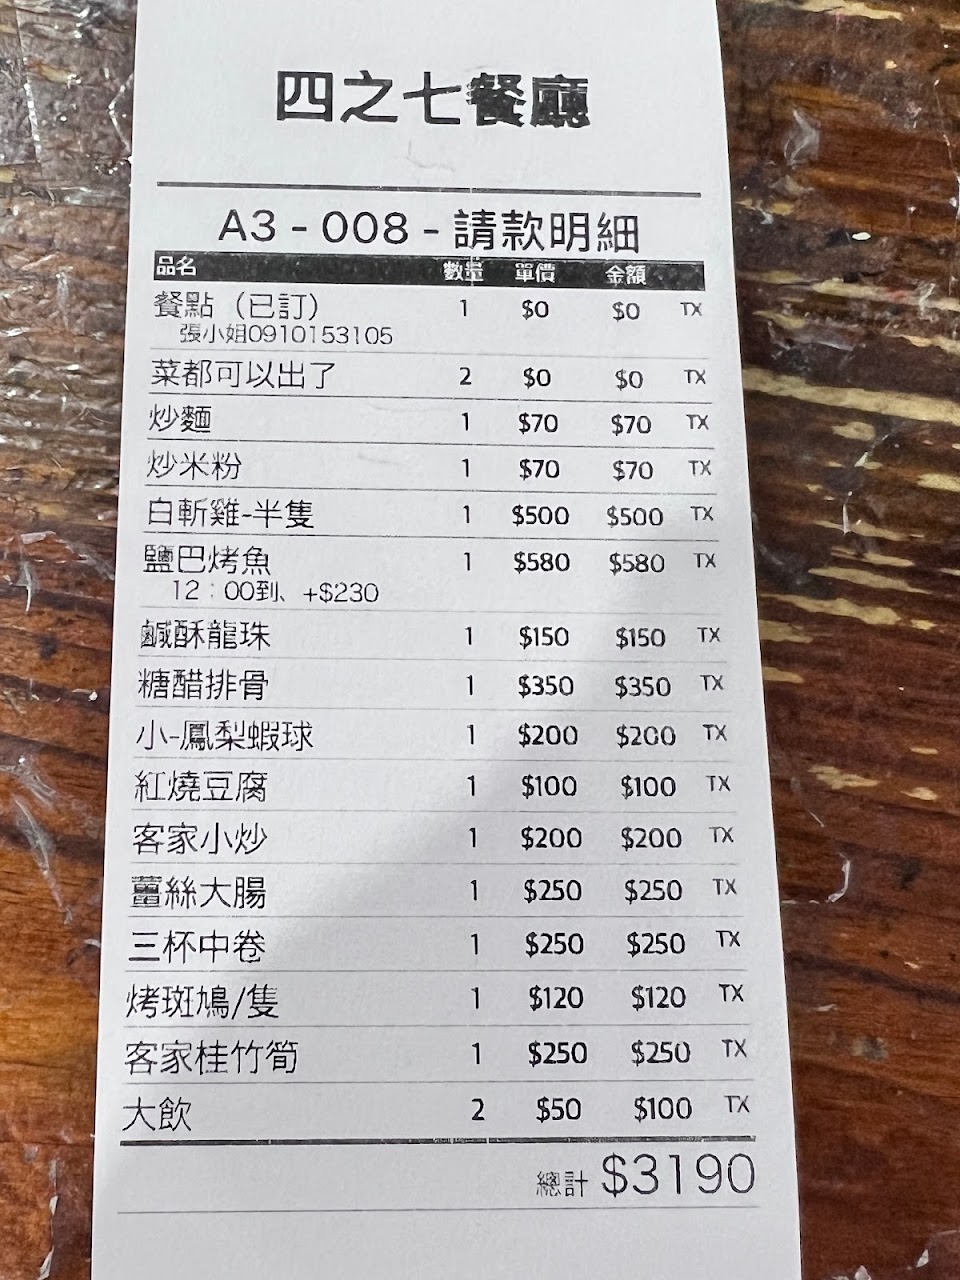 四之七餐廳
A3 - 008 - 請款明細
品名 數量 單價 金額
餐點（已訂） 1 $0 $0 TX
張小姐0910153105
菜都可以出了 2 $0 $0 TX
炒麵 1 $70 $70 TX
炒米粉 1 $70 $70 TX
白斬雞-半隻 1 $500 $500 TX
鹽巴烤魚 1 $580 $580 TX
12：00到、+$230
鹹酥龍珠 1 $150 $150 TX
糖醋排骨 1 $350 $350 TX
小-鳳梨蝦球 1 $200 $200 TX
紅燒豆腐 1 $100 $100 TX
客家小炒 1 $200 $200 TX
薑絲大腸 1 $250 $250 TX
三杯中卷 1 $250 $250 TX
烤斑鳩/隻 1 $120 $120 TX
客家桂竹筍 1 $250 $250 TX
大飲 2 $50 $100 TX
總計 $3190